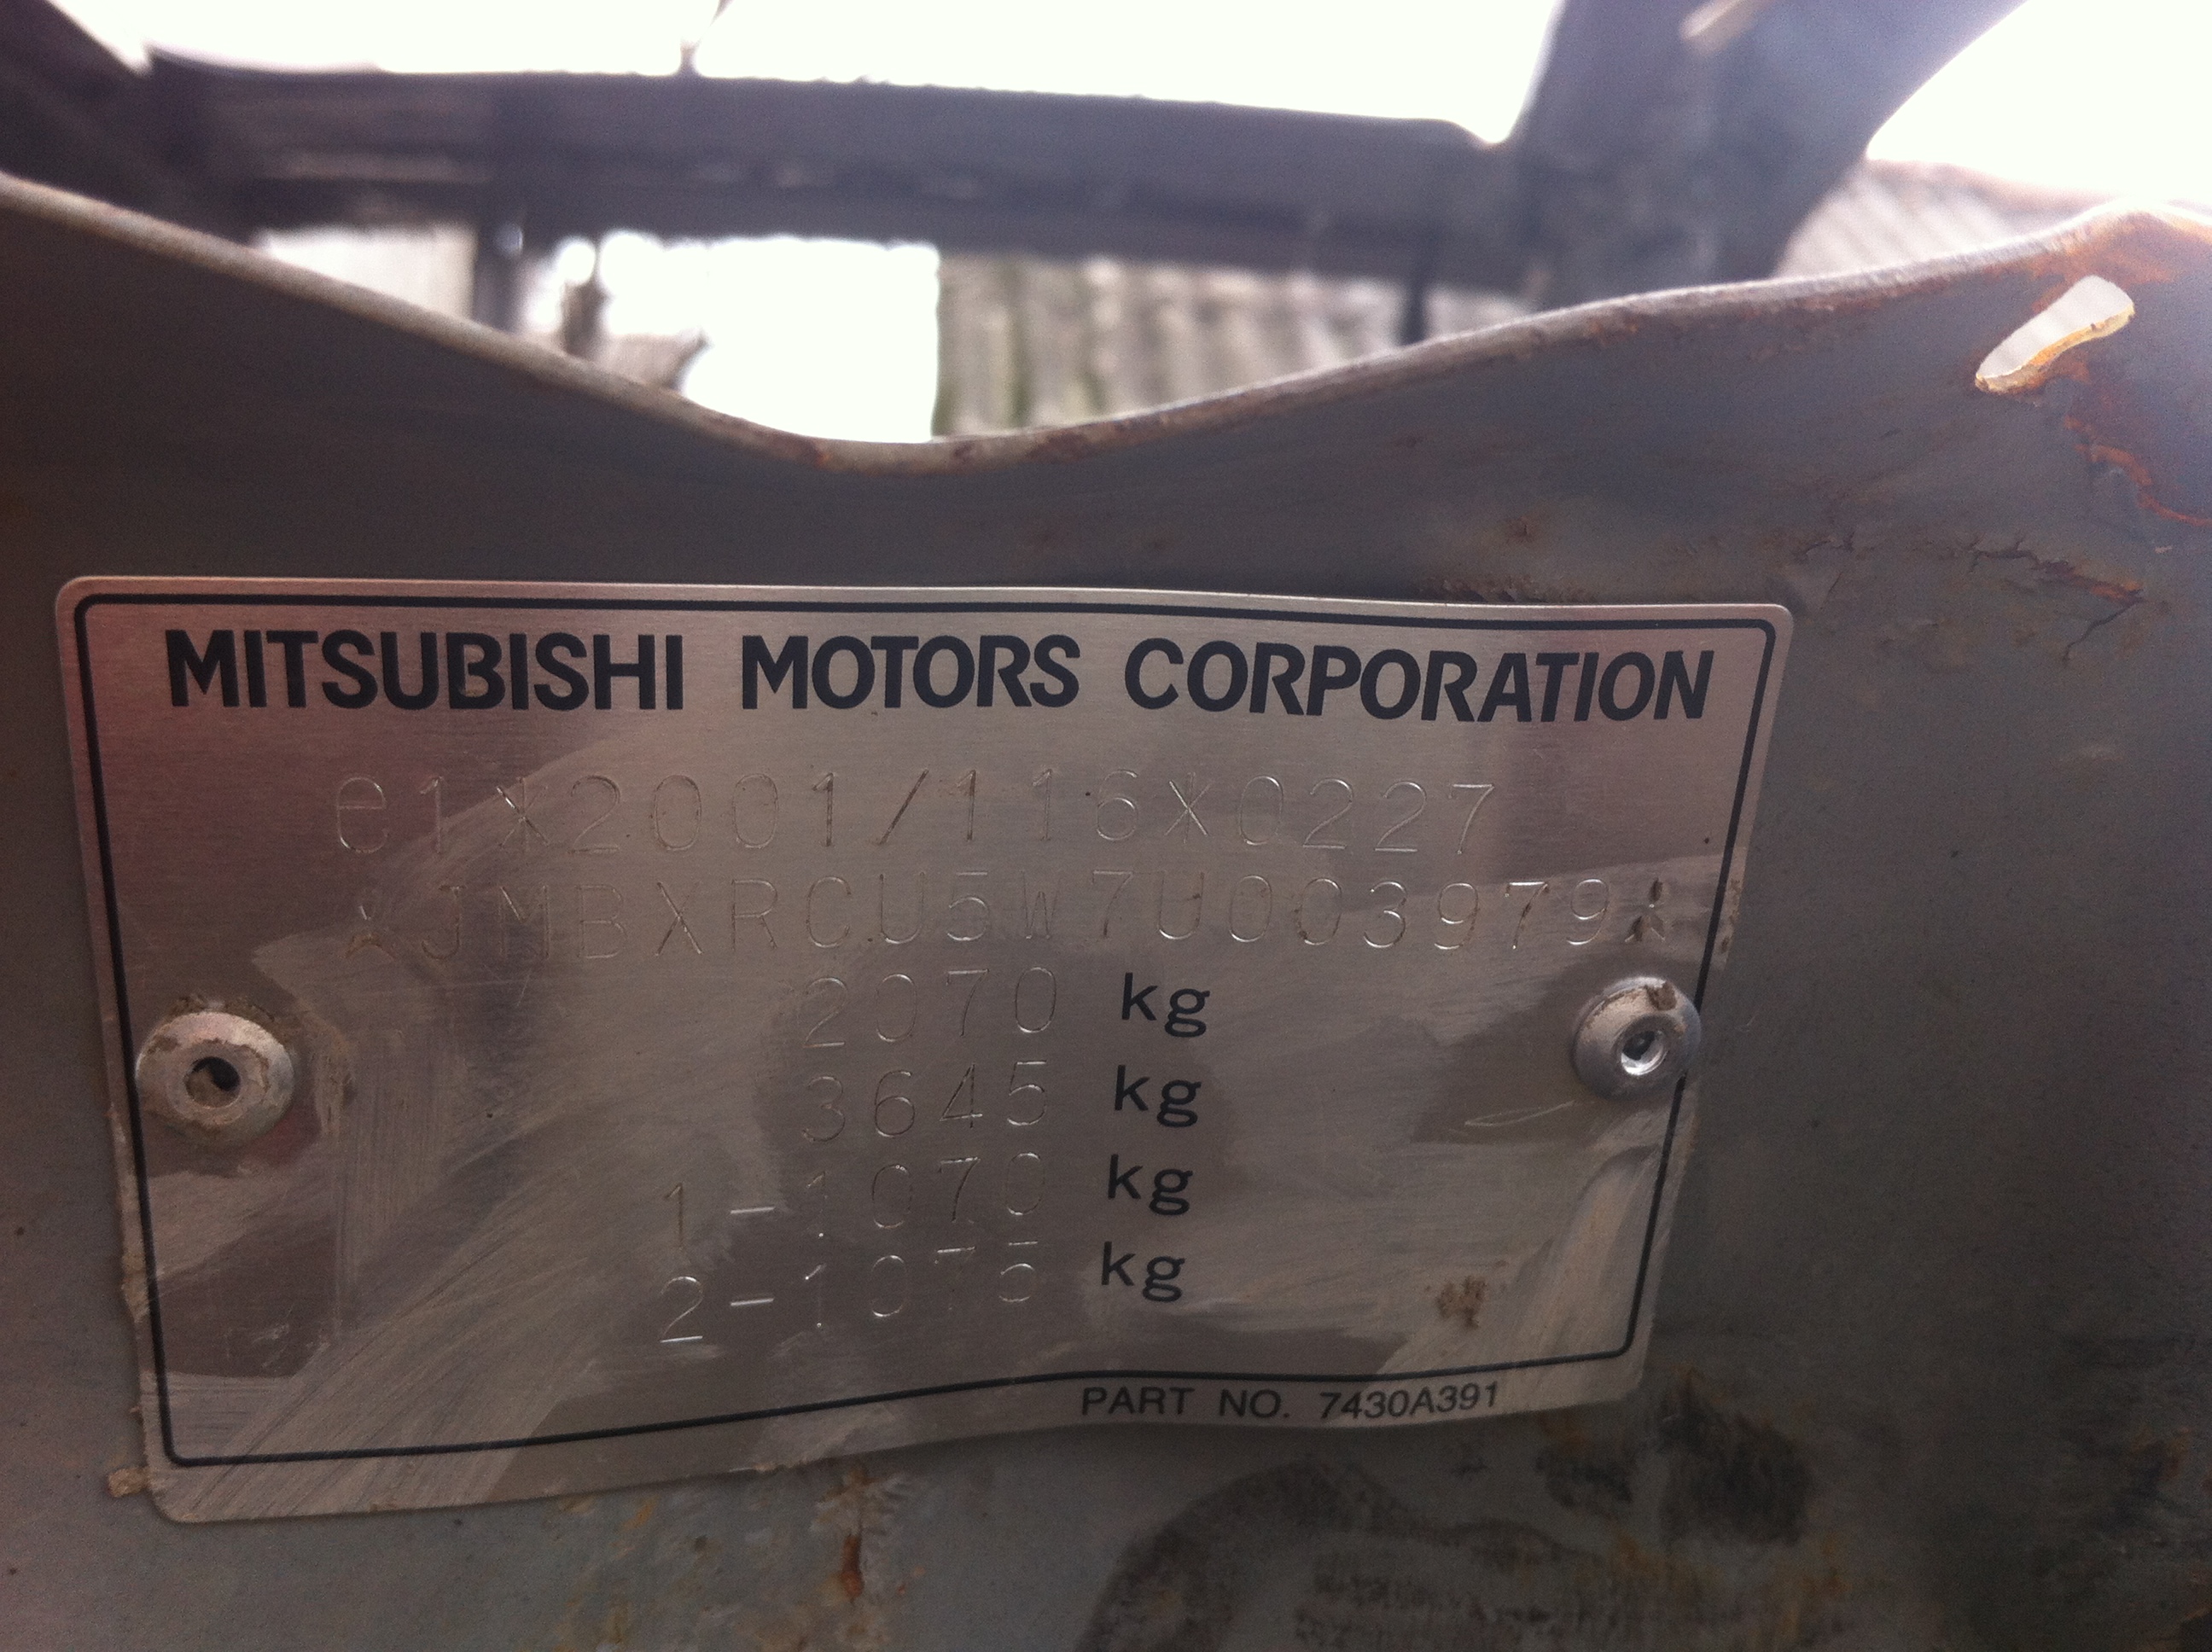 MITSUBISHI MOTORS CORPORATION
e1*2001/116*0227
*JMBXRCU5W7U003979*
2070 kg
3645 kg
1-1070 kg
2-1075 kg
PART NO. 7430A391